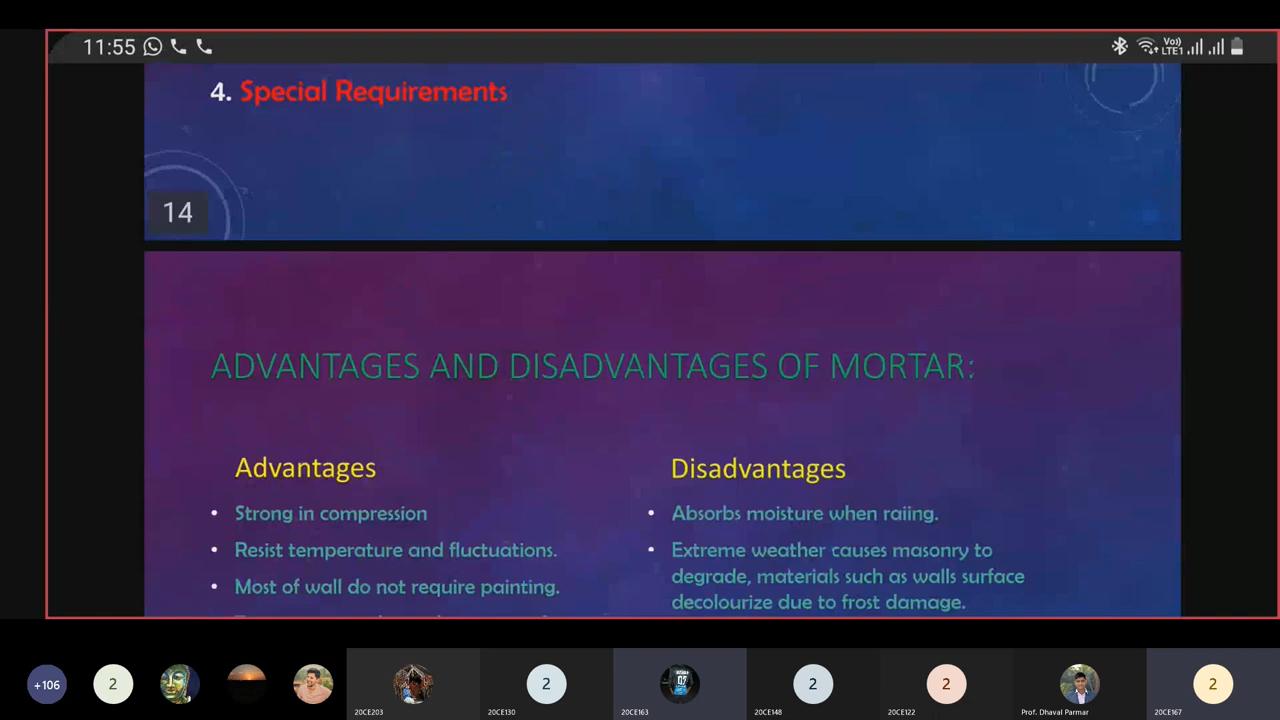 11:55
Vo)
LTE1
4. Special Requirements
14
ADVANTAGES AND DISADVANTAGES OF MORTAR:
Advantages
• Strong in compression
• Resist temperature and fluctuations.
• Most of wall do not require painting.
Disadvantages
• Absorbs moisture when raiing.
• Extreme weather causes masonry to
degrade, materials such as walls surface
decolourize due to frost damage.
+106
2
2
2
2
2
20CE203
20CE130
20CE163
20CE148
20CE122
Prof. Dhaval Parmar
20CE167